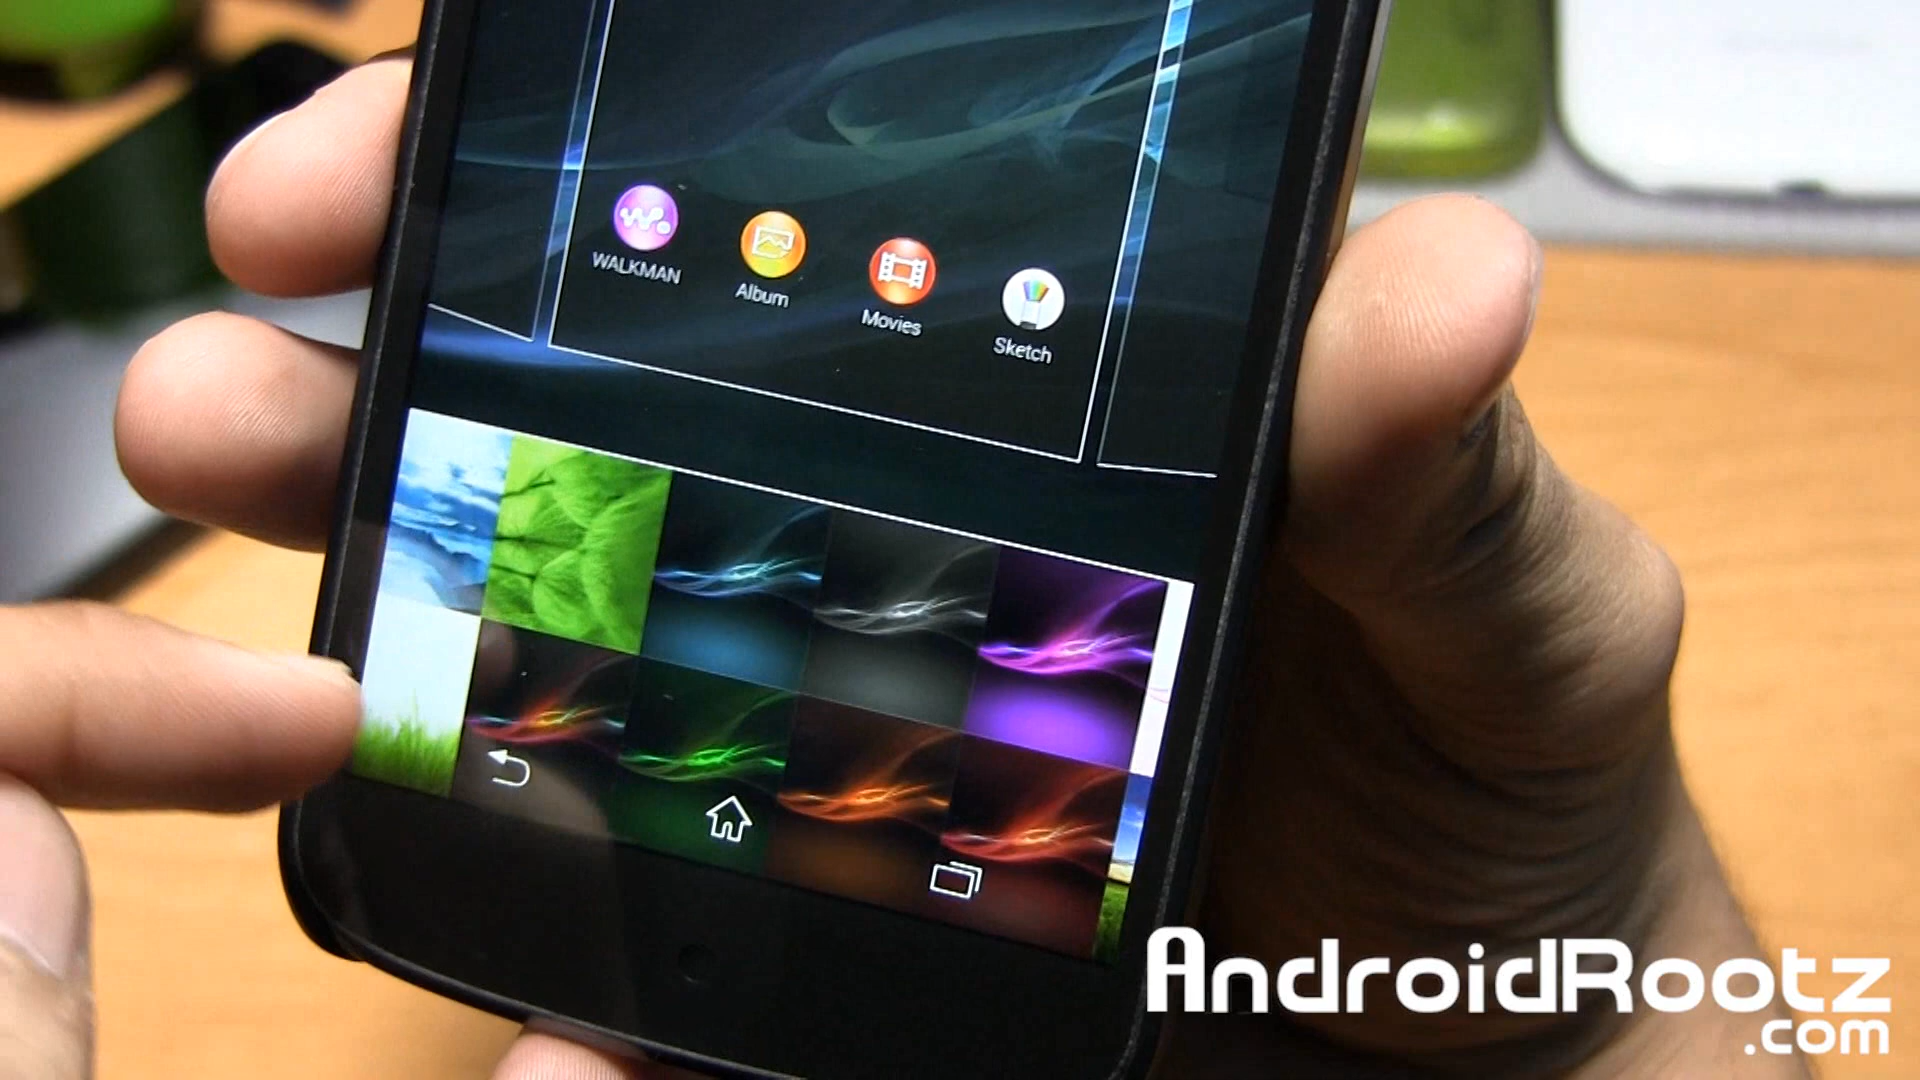 WALKMAN
Album
Movies
Sketch
AndroidRootz
.com